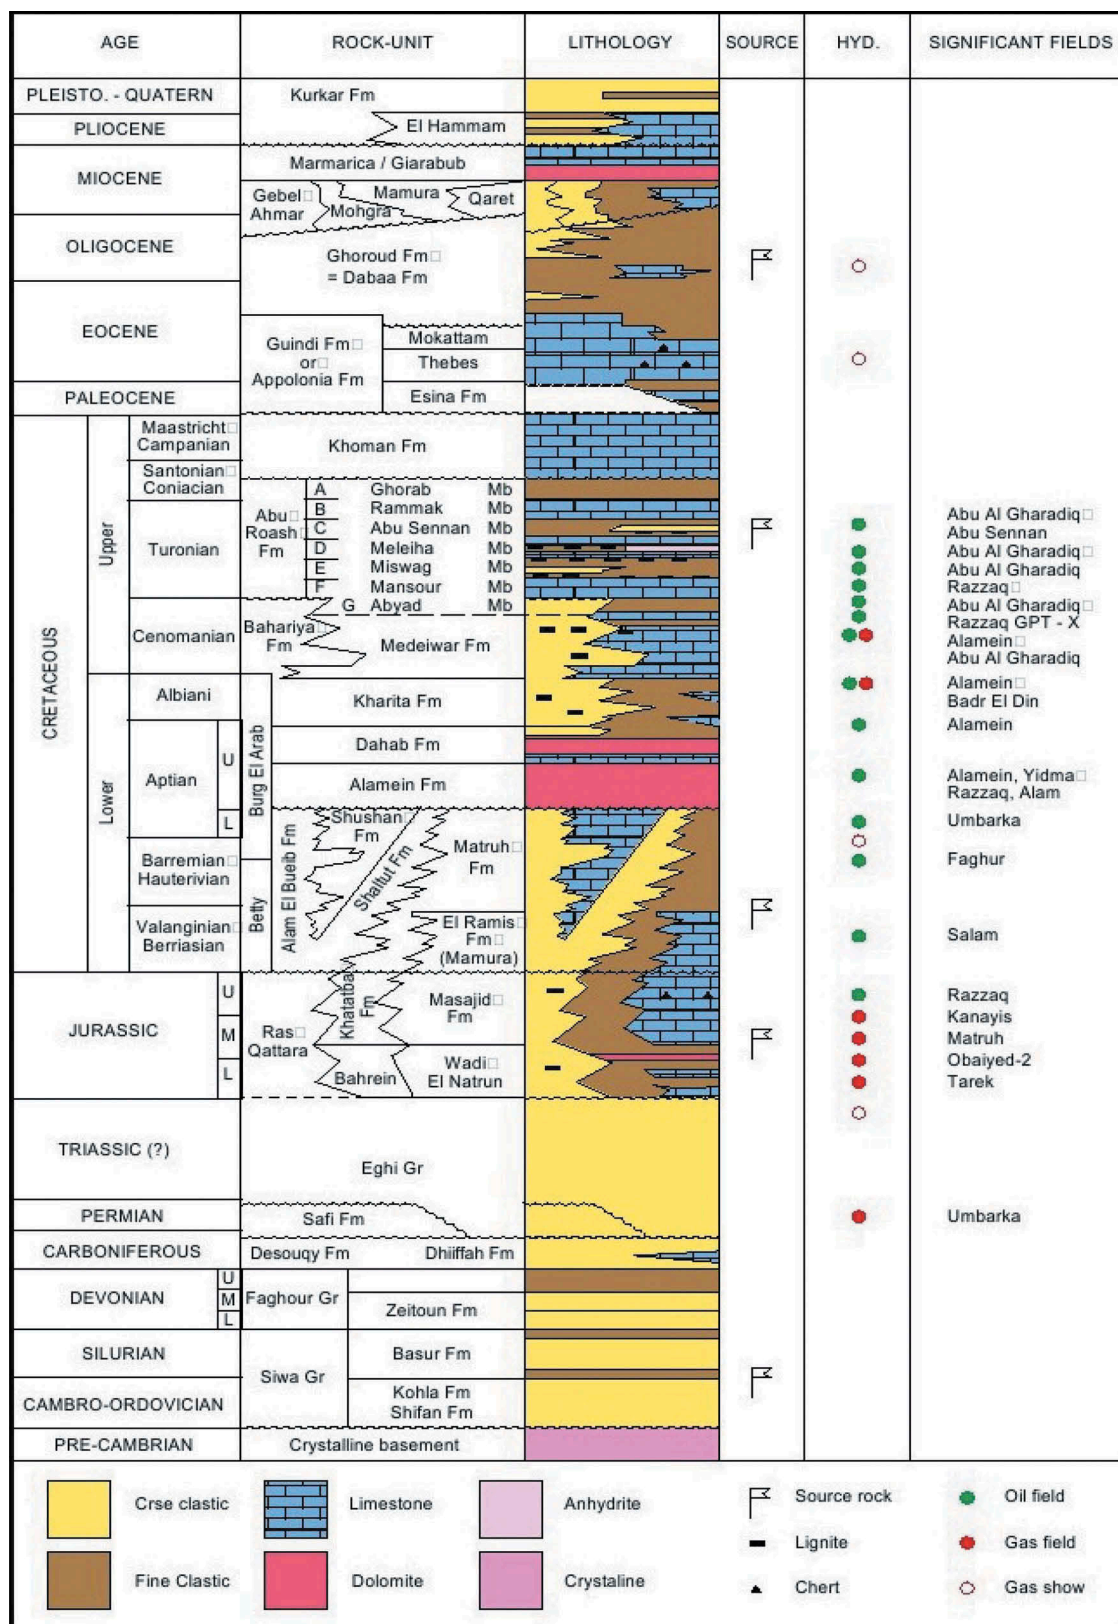 AGE
ROCK-UNIT
LITHOLOGY
SOURCE
HYD.
SIGNIFICANT FIELDS
PLEISTO. - QUATERN
Kurkar Fm
PLIOCENE
El Hammam
MIOCENE
Marmarica / Giarabub
Gebel
Ahmar
Mohgra
Mamura
Qaret
OLIGOCENE
Ghoroud Fm
= Dabaa Fm
EOCENE
Guindi Fm
or
Appolonia Fm
Mokattam
Thebes
PALEOCENE
Esina Fm
CRETACEOUS
Upper
Maastricht
Campanian
Khoman Fm
Santonian
Coniacian
Turonian
Abu
Roash
Fm
A Ghorab Mb
B Rammak Mb
C Abu Sennan Mb
D Meleiha Mb
E Miswag Mb
F Mansour Mb
G Abyad Mb
Abu Al Gharadiq
Abu Sennan
Abu Al Gharadiq
Abu Al Gharadiq
Razzaq
Abu Al Gharadiq
Razzaq GPT - X
Cenomanian
Bahariya
Fm
Medeiwar Fm
Alamein
Abu Al Gharadiq
Lower
Albiani
Burg El Arab
Kharita Fm
Alamein
Badr El Din
Alamein
Aptian
U
L
Dahab Fm
Alamein Fm
Alamein, Yidma
Razzaq, Alam
Umbarka
Barremian
Hauterivian
Betty
Alam El Bueib Fm
Shushan
Fm
Shaltut Fm
Matruh
Fm
Faghur
Valanginian
Berriasian
El Ramis
Fm
(Mamura)
Salam
JURASSIC
U
M
L
Ras
Qattara
Khatatba
Fm
Masajid
Fm
Bahrein
Wadi
El Natrun
Razzaq
Kanayis
Matruh
Obaiyed-2
Tarek
TRIASSIC (?)
Eghi Gr
PERMIAN
Safi Fm
Umbarka
CARBONIFEROUS
Desouqy Fm
Dhiiffah Fm
DEVONIAN
U
M
L
Faghour Gr
Zeitoun Fm
SILURIAN
Siwa Gr
Basur Fm
CAMBRO-ORDOVICIAN
Kohla Fm
Shifan Fm
PRE-CAMBRIAN
Crystalline basement
Crse clastic
Limestone
Anhydrite
Source rock
Oil field
Lignite
Gas field
Fine Clastic
Dolomite
Crystaline
Chert
Gas show